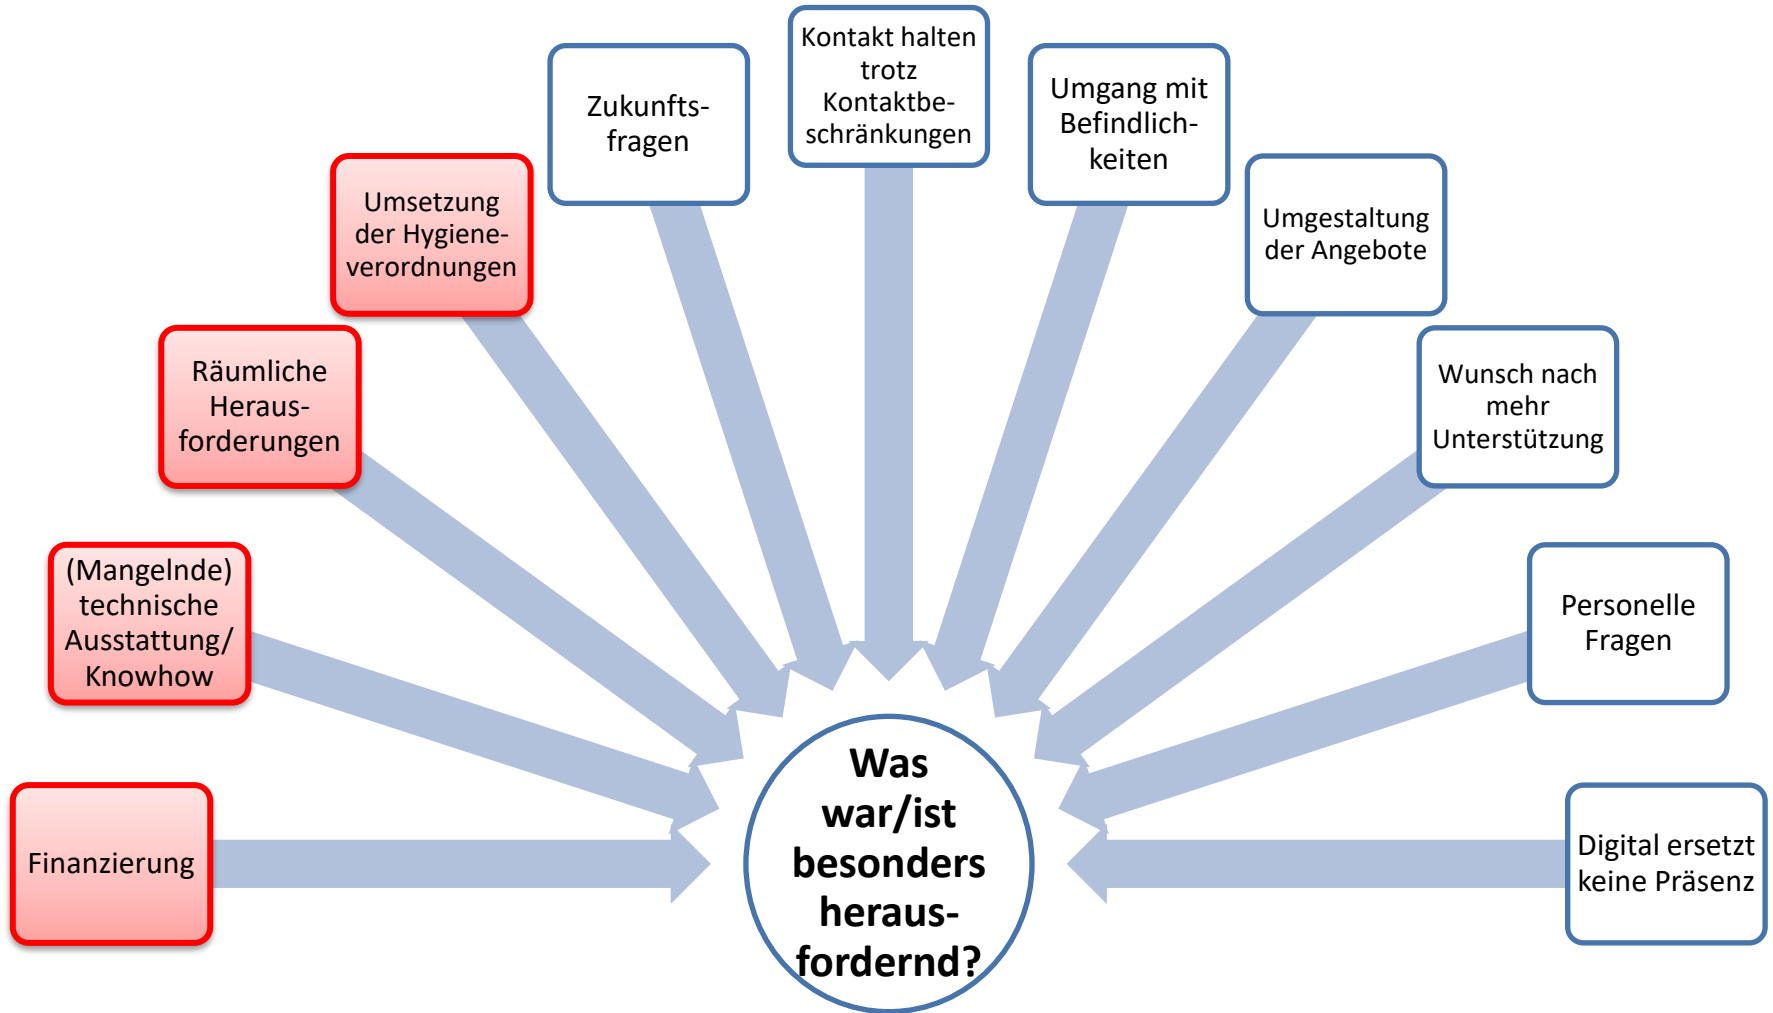 Kontakt halten
trotz
Kontaktbe-
schränkungen
Zukunfts-
fragen
Umgang mit
Befindlich-
keiten
Umsetzung
der Hygiene-
verordnungen
Umgestaltung
der Angebote
Räumliche
Heraus-
forderungen
Wunsch nach
mehr
Unterstützung
(Mangelnde)
technische
Ausstattung/
Knowhow
Personelle
Fragen
Finanzierung
Was
war/ist
besonders
heraus-
fordernd?
Digital ersetzt
keine Präsenz